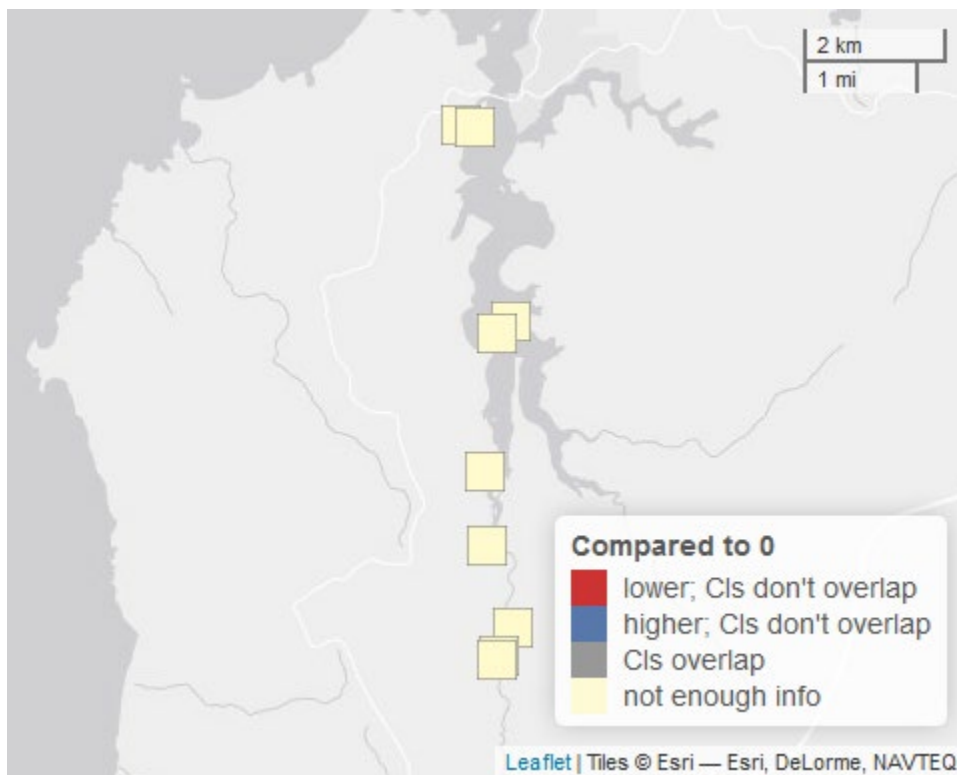 2 km
1 mi
Compared to 0
lower; CIs don't overlap
higher; CIs don't overlap
CIs overlap
not enough info
Leaflet | Tiles © Esri — Esri, DeLorme, NAVTEQ